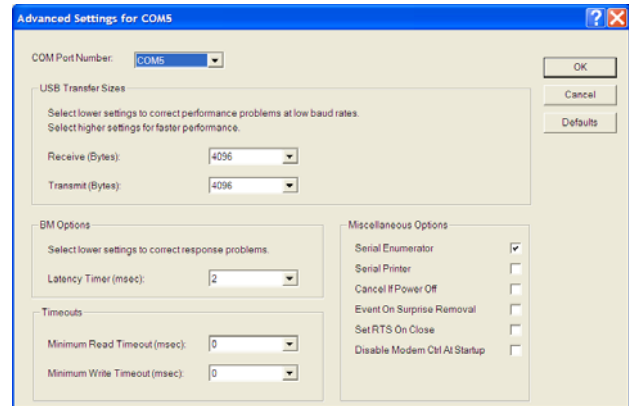 Advanced Settings for COM5
COM Port Number:
COM5
OK
Cancel
Defaults
USB Transfer Sizes
Select lower settings to correct performance problems at low baud rates.
Select higher settings for faster performance.
Receive (Bytes):
4096
Transmit (Bytes):
4096
BM Options
Select lower settings to correct response problems.
Latency Timer (msec):
2
Timeouts
Minimum Read Timeout (msec):
0
Minimum Write Timeout (msec):
0
Miscellaneous Options
Serial Enumerator
Serial Printer
Cancel If Power Off
Event On Surprise Removal
Set RTS On Close
Disable Modem Ctrl At Startup